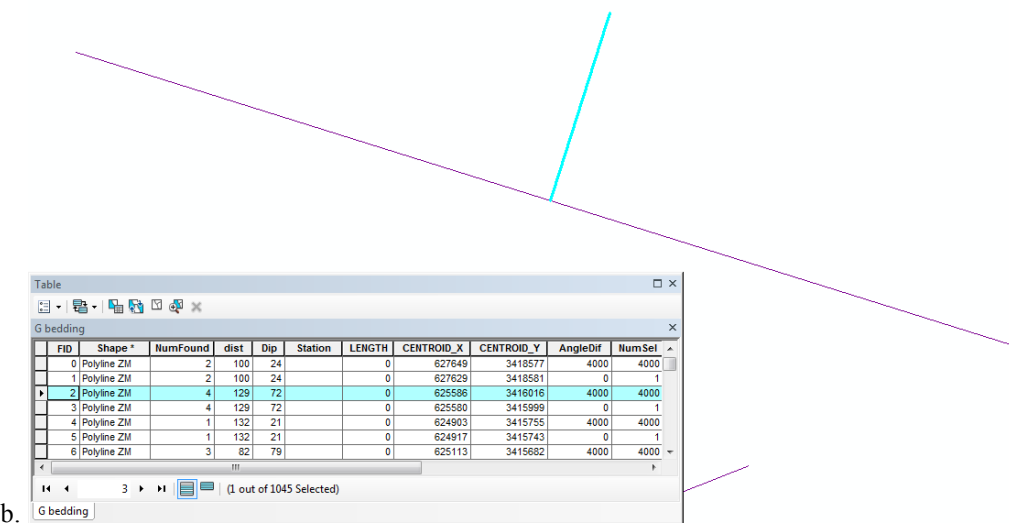 Table
G bedding
FID Shape * NumFound dist Dip Station LENGTH CENTROID_X CENTROID_Y AngleDif NumSel
0 Polyline ZM 2 100 24 0 627649 3418577 4000 4000
1 Polyline ZM 2 100 24 0 627629 3418581 0 1
2 Polyline ZM 4 129 72 0 625586 3416016 4000 4000
3 Polyline ZM 4 129 72 0 625580 3415999 0 1
4 Polyline ZM 1 132 21 0 624903 3415755 4000 4000
5 Polyline ZM 1 132 21 0 624917 3415743 0 1
6 Polyline ZM 3 82 79 0 625113 3415682 4000 4000
3 (1 out of 1045 Selected)
G bedding
b.